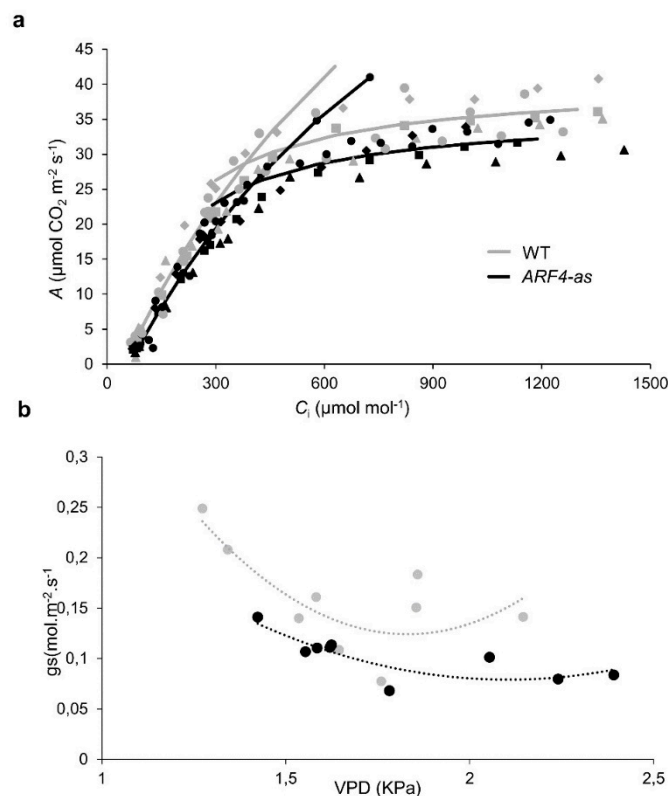 a
45
40
35
30
25
20
15
10
5
0
A (µmol CO₂ m⁻² s⁻¹)
WT
ARF4-as
0 300 600 900 1200 1500
Cᵢ (µmol mol⁻¹)
b
0,3
0,25
0,2
0,15
0,1
0,05
0
gs(mol.m⁻².s⁻¹
1 1,5 2 2,5
VPD (KPa)